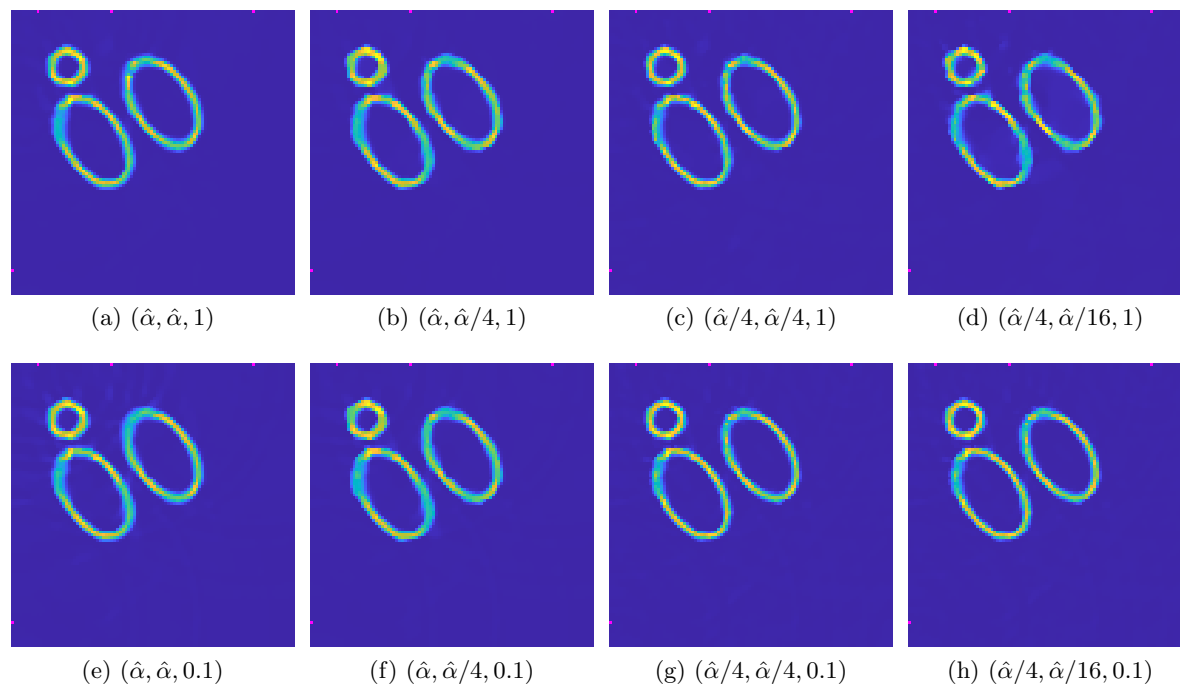 (a) (α̂, α̂, 1) (b) (α̂, α̂/4, 1) (c) (α̂/4, α̂/4, 1) (d) (α̂/4, α̂/16, 1)
(e) (α̂, α̂, 0.1) (f) (α̂, α̂/4, 0.1) (g) (α̂/4, α̂/4, 0.1) (h) (α̂/4, α̂/16, 0.1)